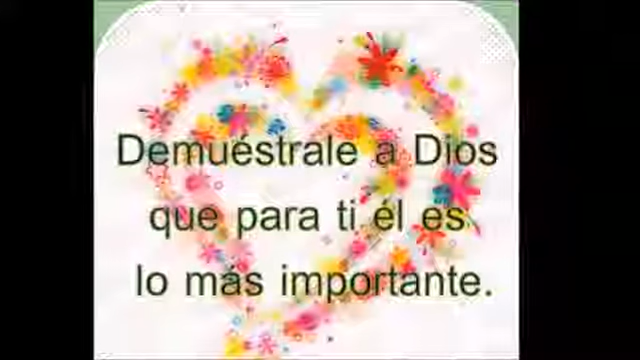 Demuéstrale a Dios
que para ti él es
lo más importante.